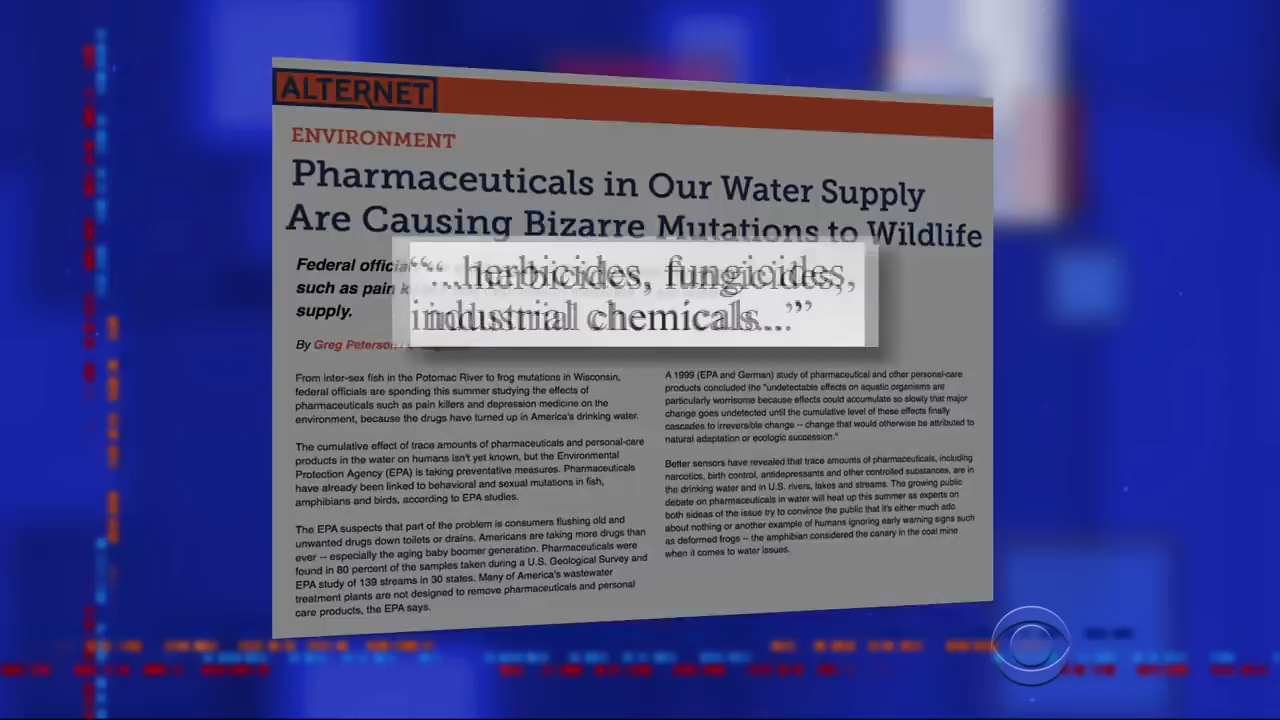 ALTERNET
ENVIRONMENT
Pharmaceuticals in Our Water Supply
Are Causing Bizarre Mutations to Wildlife
Federal
such as pain
supply.
“...herbicides, fungicides,
industrial chemicals...”
By Greg Peterson
From inter-sex fish in the Potomac River to frog mutations in Wisconsin,
federal officials are spending this summer studying the effects of
pharmaceuticals such as pain killers and depression medicine on the
environment, because the drugs have turned up in America's drinking water.
The cumulative effect of trace amounts of pharmaceuticals and personal-care
products in the water on humans isn't yet known, but the Environmental
Protection Agency (EPA) is taking preventative measures. Pharmaceuticals
have already been linked to behavioral and sexual mutations in fish,
amphibians and birds, according to EPA studies.
The EPA suspects that part of the problem is consumers flushing old and
unwanted drugs down toilets or drains. Americans are taking more drugs than
ever -- especially the aging baby boomer generation. Pharmaceuticals were
found in 80 percent of the samples taken during a U.S. Geological Survey and
EPA study of 139 streams in 30 states. Many of America's wastewater
treatment plants are not designed to remove pharmaceuticals and personal
care products, the EPA says.
A 1999 (EPA and German) study of pharmaceutical and other personal-care
products concluded the "undetectable effects on aquatic organisms are
particularly worrisome because effects could accumulate so slowly that major
change goes undetected until the cumulative level of these effects finally
cascades to irreversible change -- change that would otherwise be attributed to
natural adaptation or ecologic succession."
Better sensors have revealed that trace amounts of pharmaceuticals, including
narcotics, birth control, antidepressants and other controlled substances, are in
the drinking water and in U.S. rivers, lakes and streams. The growing public
debate on pharmaceuticals in water will heat up this summer as experts on
both sideas of the issue try to convince the public that it's either much ado
about nothing or another example of humans ignoring early warning signs such
as deformed frogs -- the amphibian considered the canary in the coal mine
when it comes to water issues.